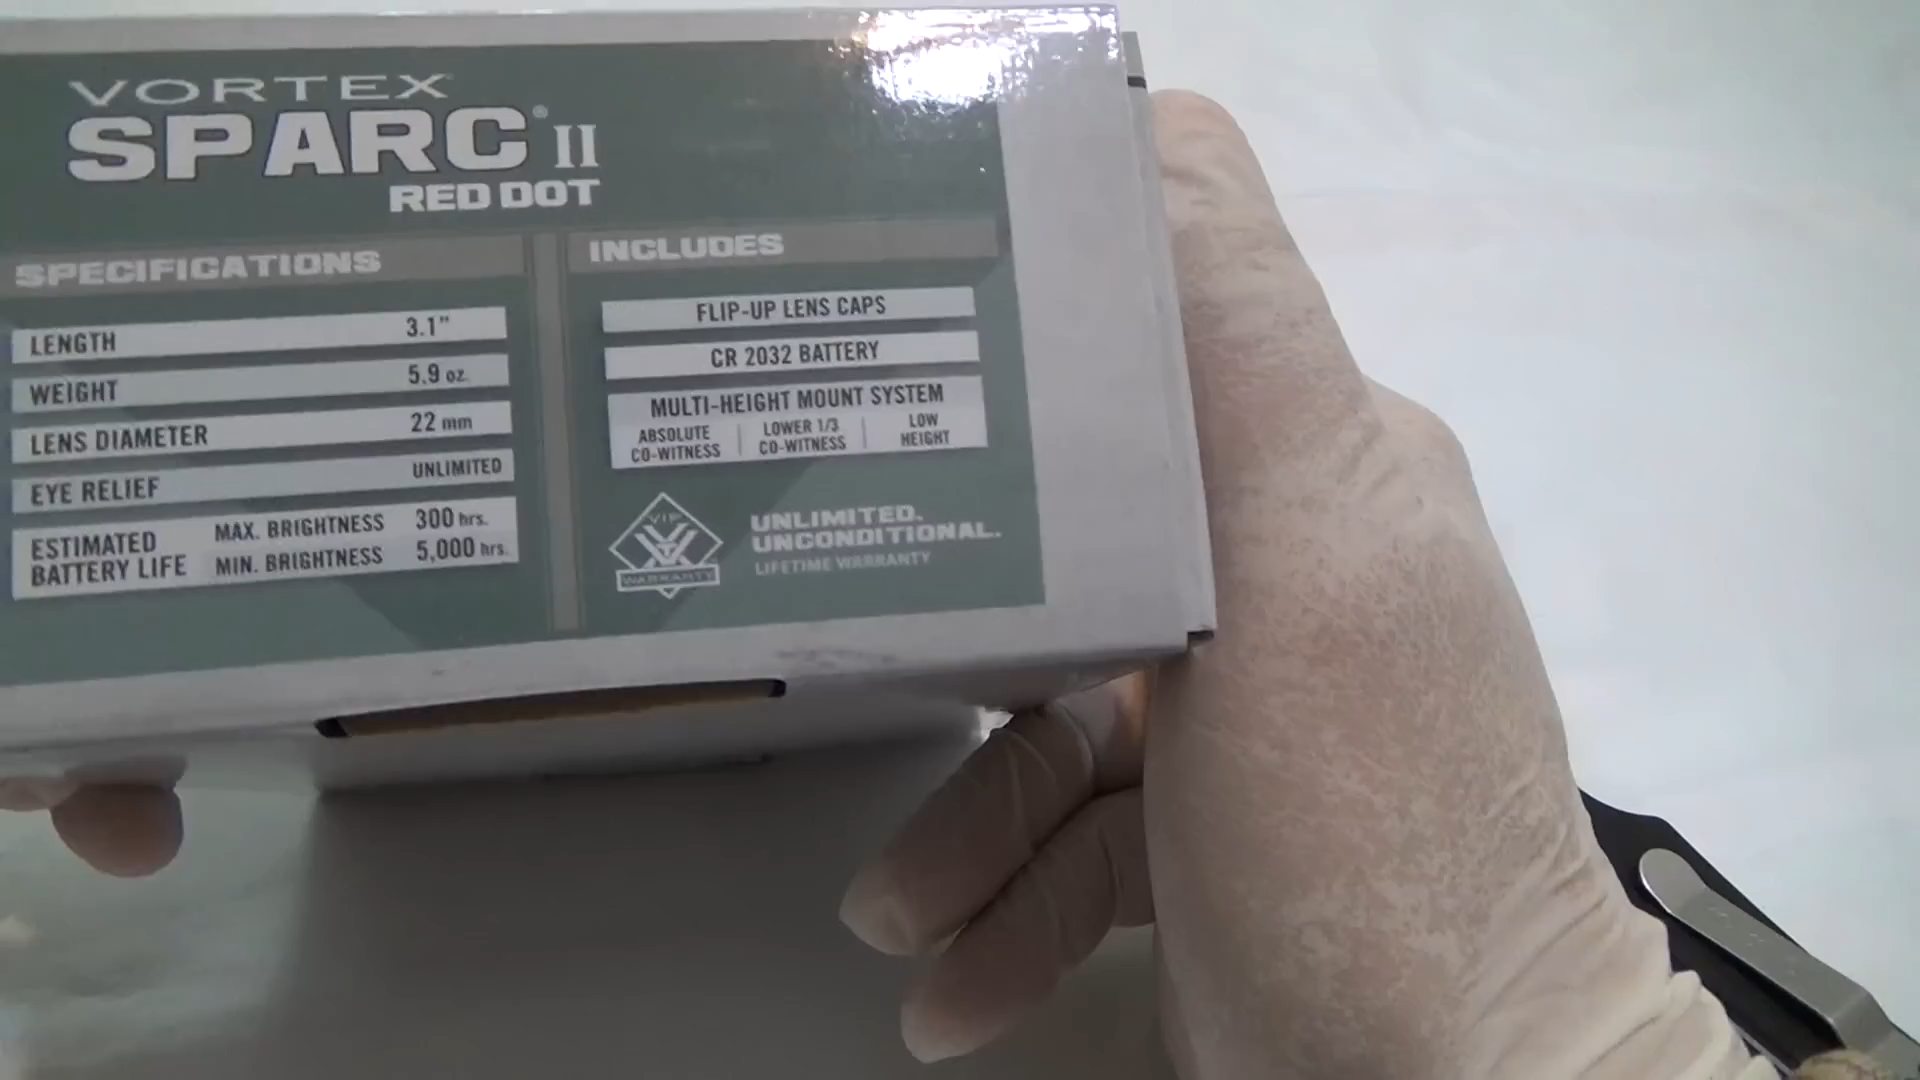 VORTEX
SPARC® II
RED DOT
SPECIFICATIONS
LENGTH 3.1"
WEIGHT 5.9 oz.
LENS DIAMETER 22 mm
EYE RELIEF UNLIMITED
ESTIMATED BATTERY LIFE
MAX. BRIGHTNESS 300 hrs.
MIN. BRIGHTNESS 5,000 hrs.
INCLUDES
FLIP-UP LENS CAPS
CR 2032 BATTERY
MULTI-HEIGHT MOUNT SYSTEM
ABSOLUTE CO-WITNESS
LOWER 1/3 CO-WITNESS
LOW HEIGHT
VIP
WARRANTY
UNLIMITED.
UNCONDITIONAL.
LIFETIME WARRANTY